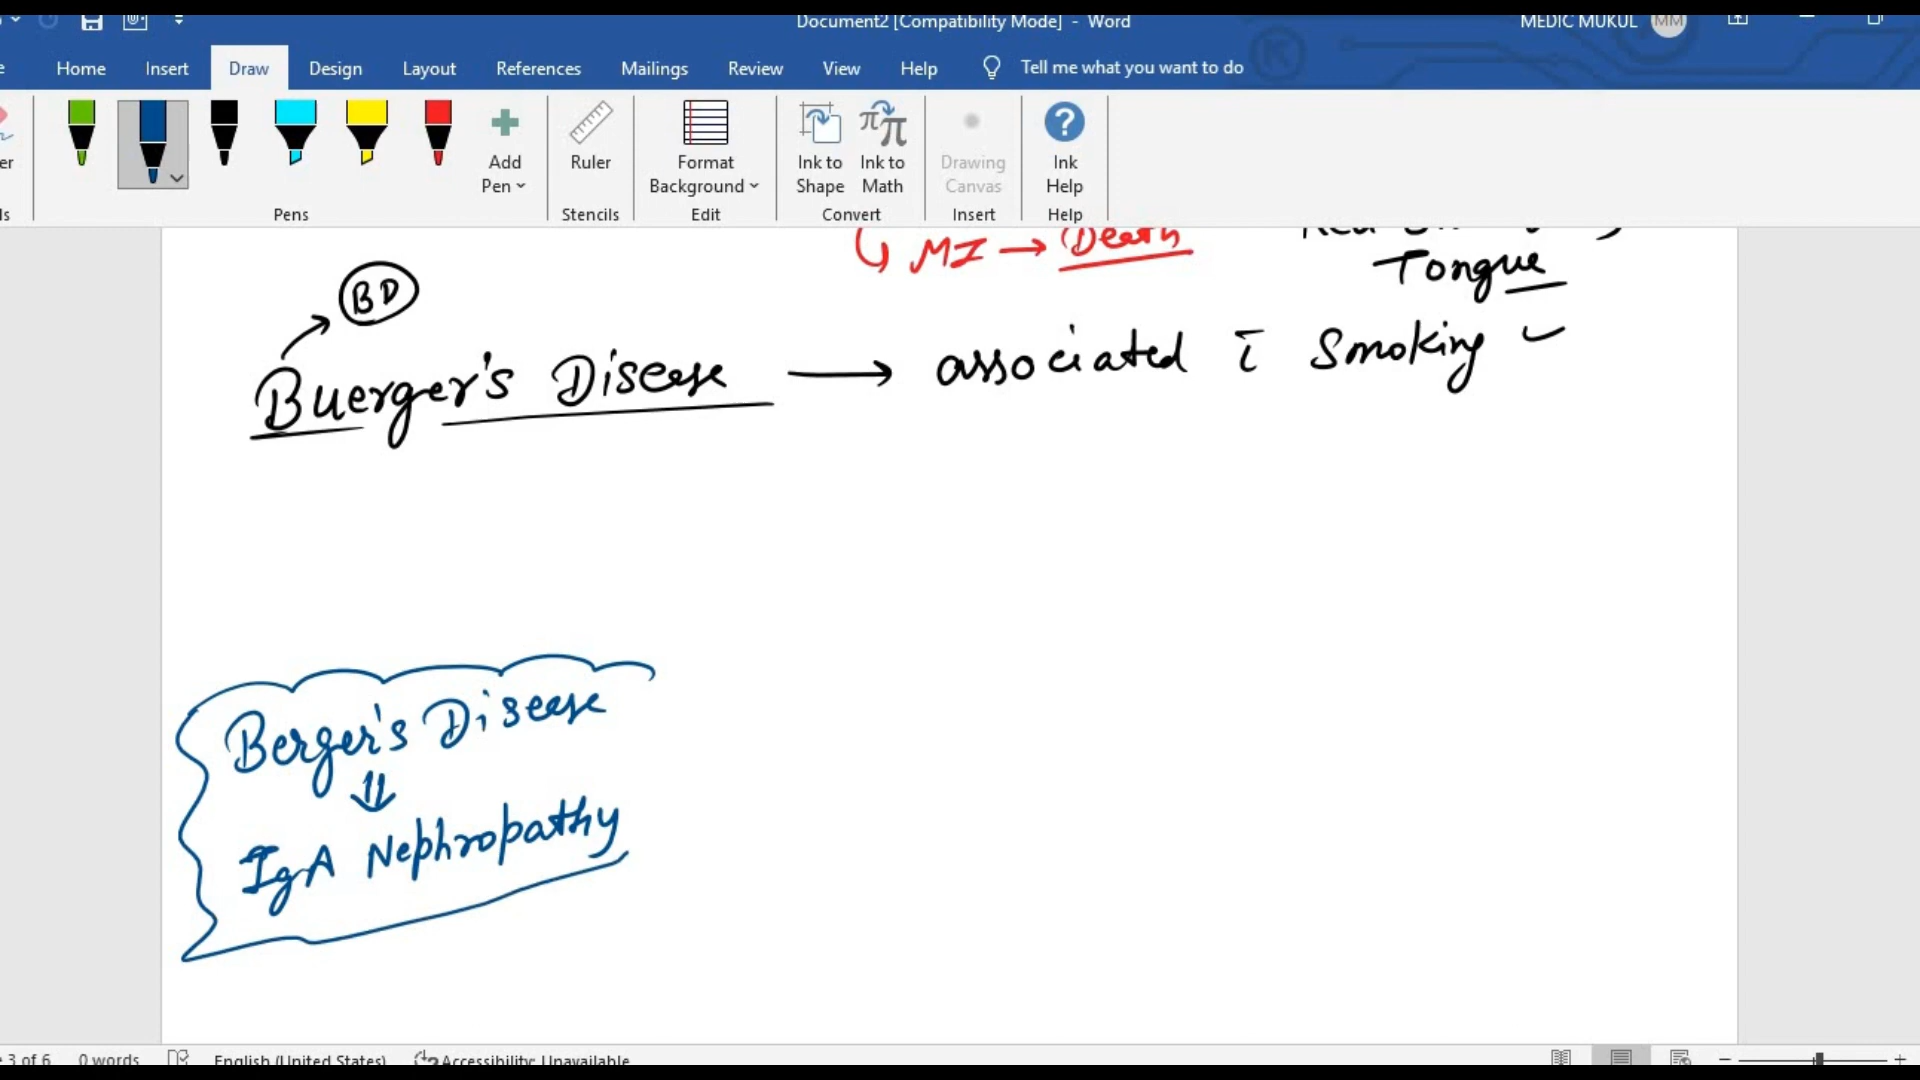 Document2 [Compatibility Mode] - Word
MEDIC MUKUL MM
Home Insert Draw Design Layout References Mailings Review View Help Tell me what you want to do
Add Pen
Ruler
Format Background
Ink to Shape
Ink to Math
Drawing Canvas
Ink Help
Pens Stencils Edit Convert Insert Help
↳ MI → Death
Tongue
BD
Buerger's Disease → associated c̄ Smoking ✓
Berger's Disease
⇓
IgA Nephropathy
3 of 6 0 words English (United States) Accessibility: Unavailable